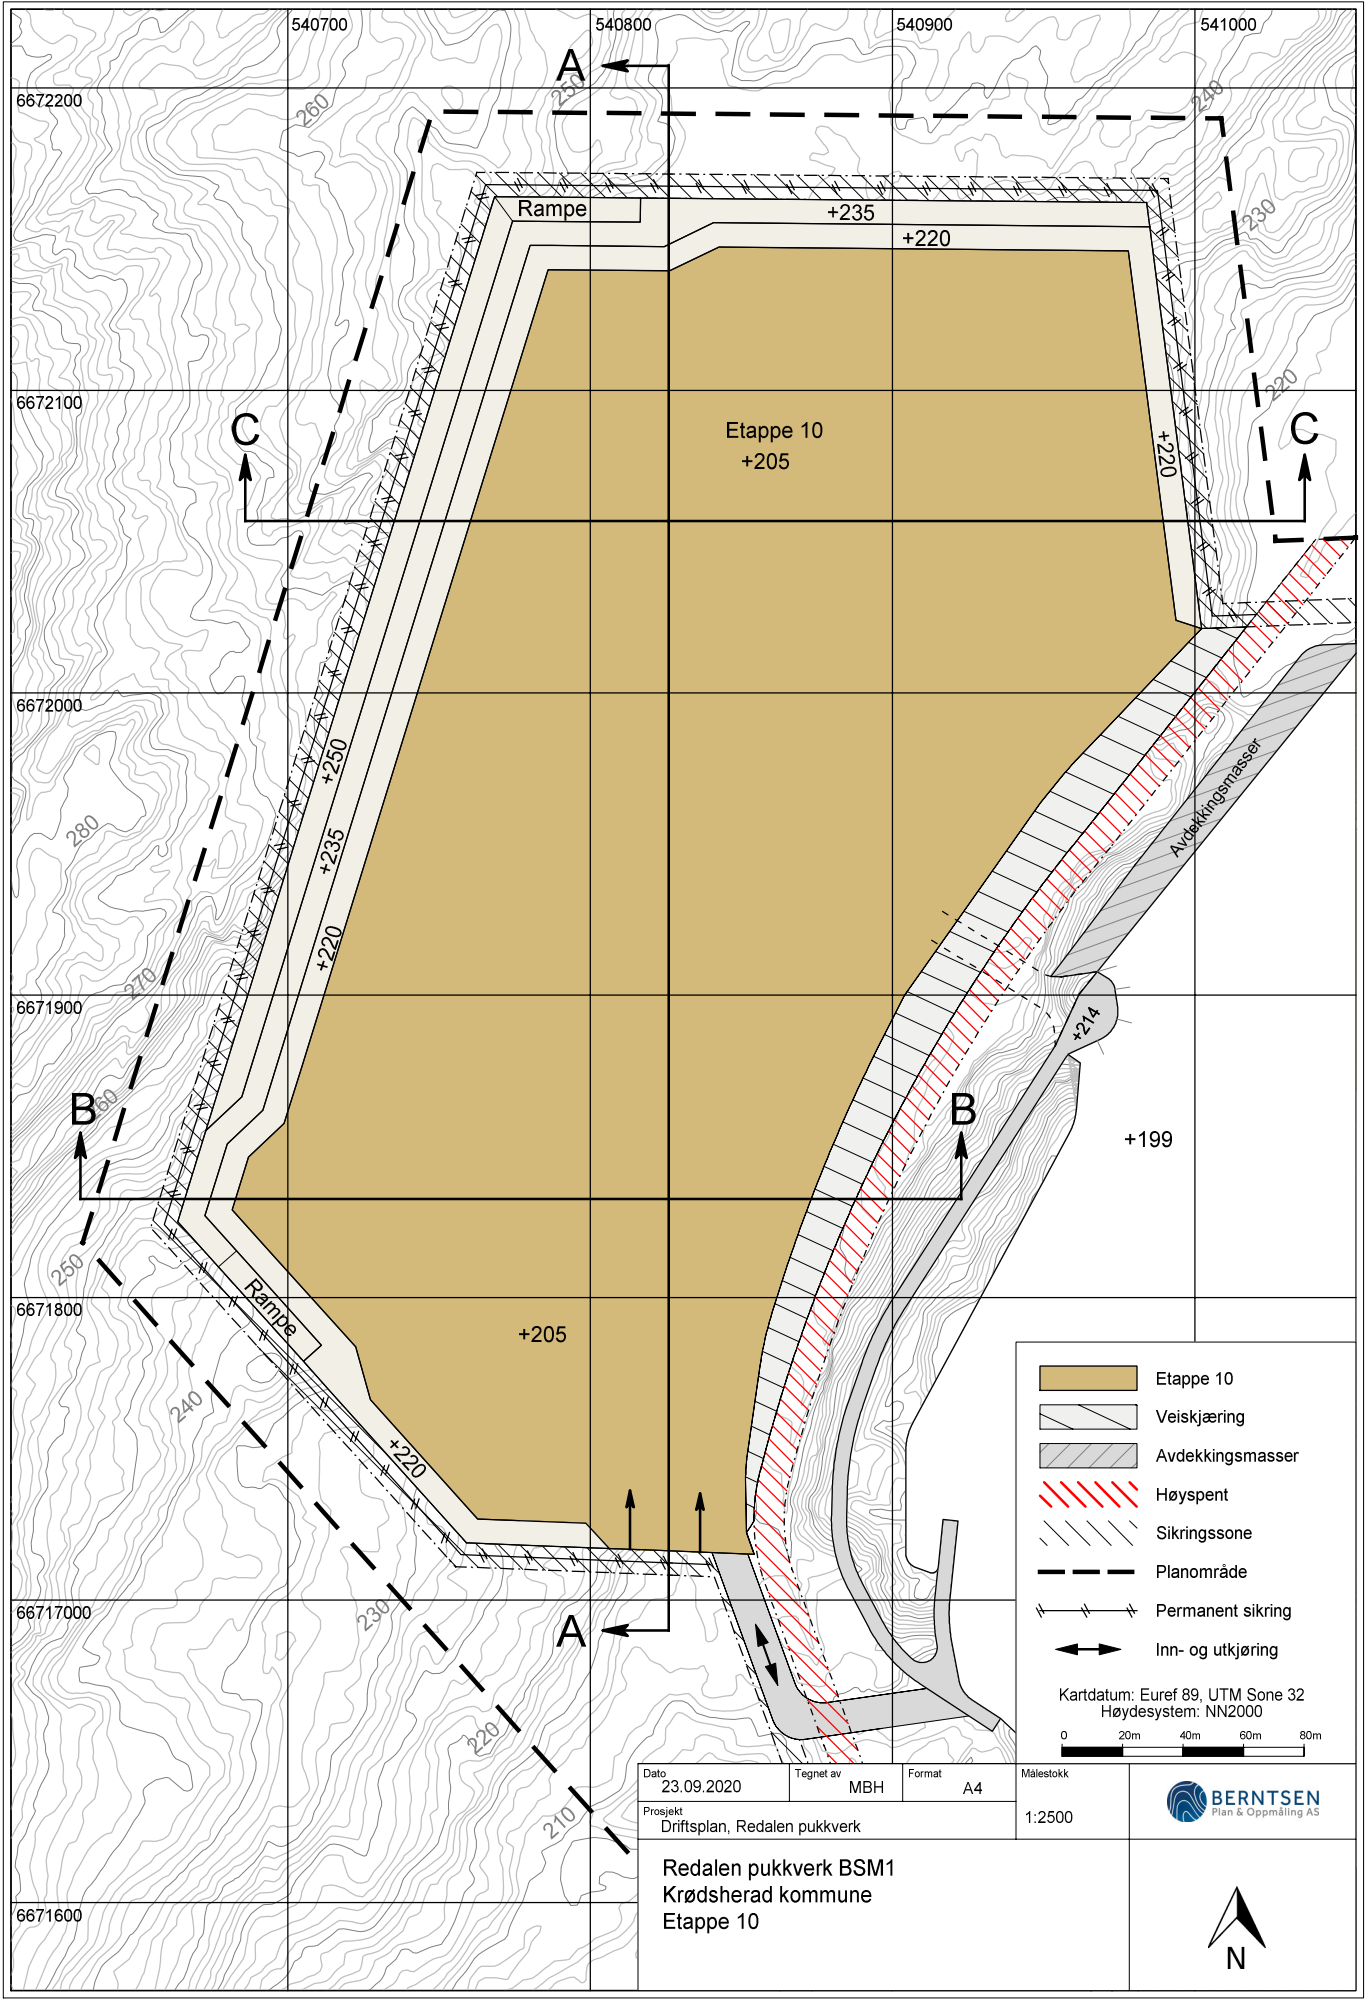 540700
540800
540900
541000
A
250
240
6672200
260
Rampe
+235
+220
230
220
6672100
C
C
Etappe 10
+205
+220
6672000
+250
+235
+220
280
Avdekkingsmasser
270
6671900
+214
260
B
B
+199
250
Rampe
6671800
+205
240
+220
230
66717000
A
220
210
6671600
Etappe 10
Veiskjæring
Avdekkingsmasser
Høyspent
Sikringssone
Planområde
Permanent sikring
Inn- og utkjøring
Kartdatum: Euref 89, UTM Sone 32
Høydesystem: NN2000
0 20m 40m 60m 80m
Dato
23.09.2020
Tegnet av
MBH
Format
A4
Målestokk
1:2500
Prosjekt
Driftsplan, Redalen pukkverk
BERNTSEN
Plan & Oppmåling AS
Redalen pukkverk BSM1
Krødsherad kommune
Etappe 10
N